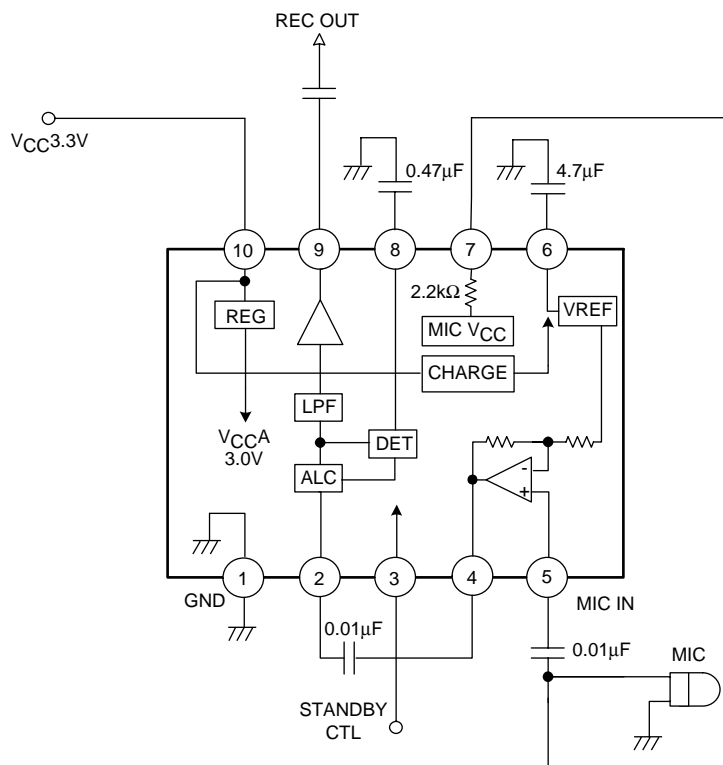 REC OUT
VCC3.3V
0.47μF
4.7μF
10
9
8
7
6
2.2kΩ
REG
MIC VCC
VREF
CHARGE
LPF
VCCA
3.0V
DET
ALC
-
+
1
2
3
4
5
GND
MIC IN
0.01μF
0.01μF
MIC
STANDBY
CTL